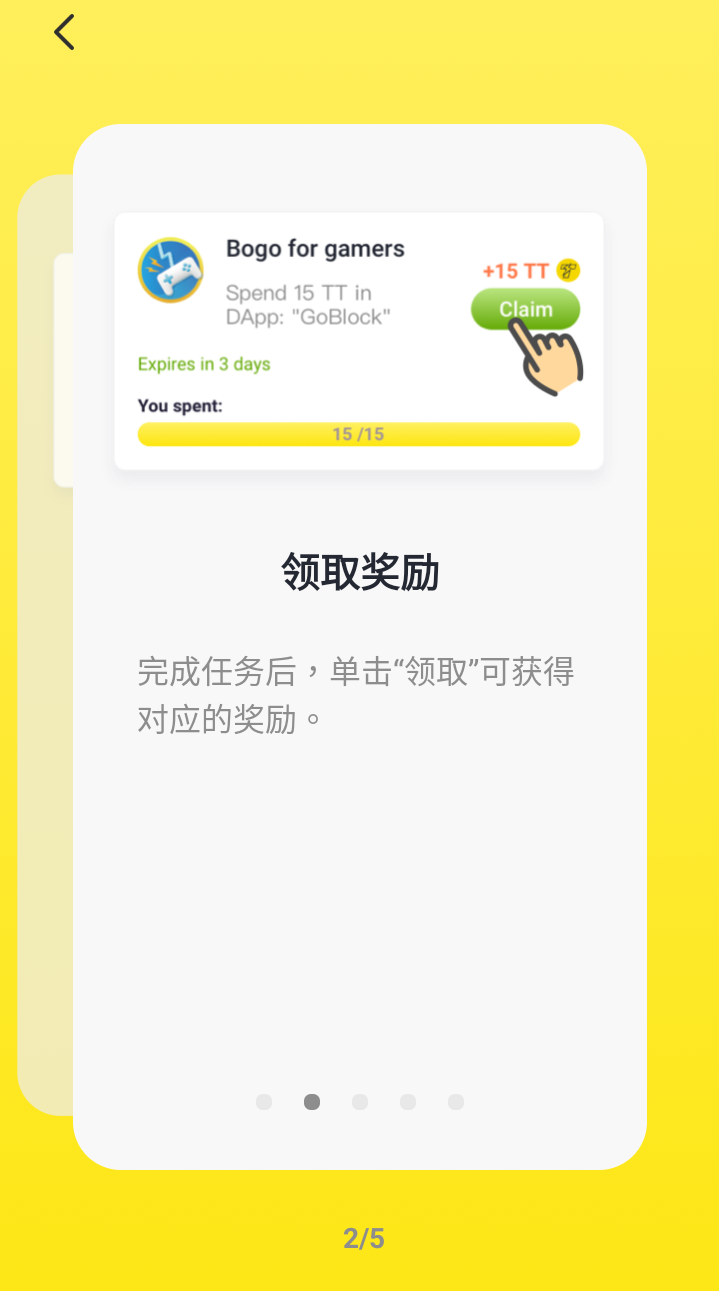 Bogo for gamers
+15 TT
Spend 15 TT in
DApp: "GoBlock"
Claim
Expires in 3 days
You spent:
15 /15
领取奖励
完成任务后，单击“领取”可获得
对应的奖励。
2/5